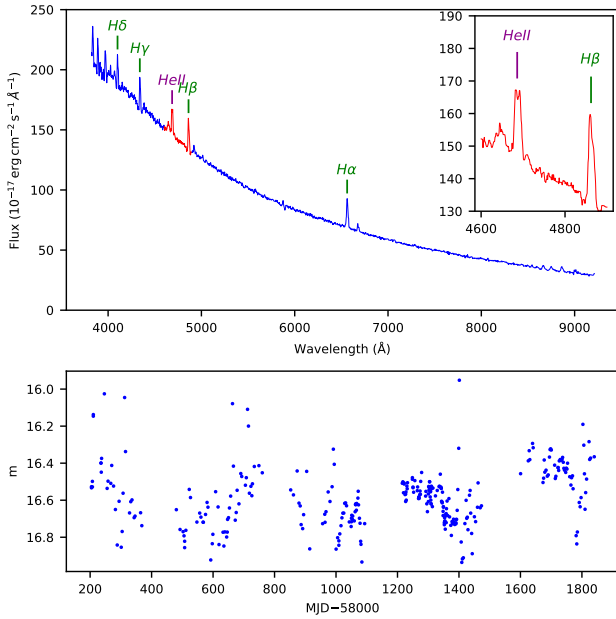 250
200
150
100
50
0
Flux (10⁻¹⁷ erg cm⁻² s⁻¹ Å⁻¹)
Hδ
Hγ
HeII
Hβ
Hα
4000 5000 6000 7000 8000 9000
Wavelength (Å)
190
180
170
160
150
140
130
HeII
Hβ
4600 4800
16.0
16.2
16.4
16.6
16.8
m
200 400 600 800 1000 1200 1400 1600 1800
MJD−58000